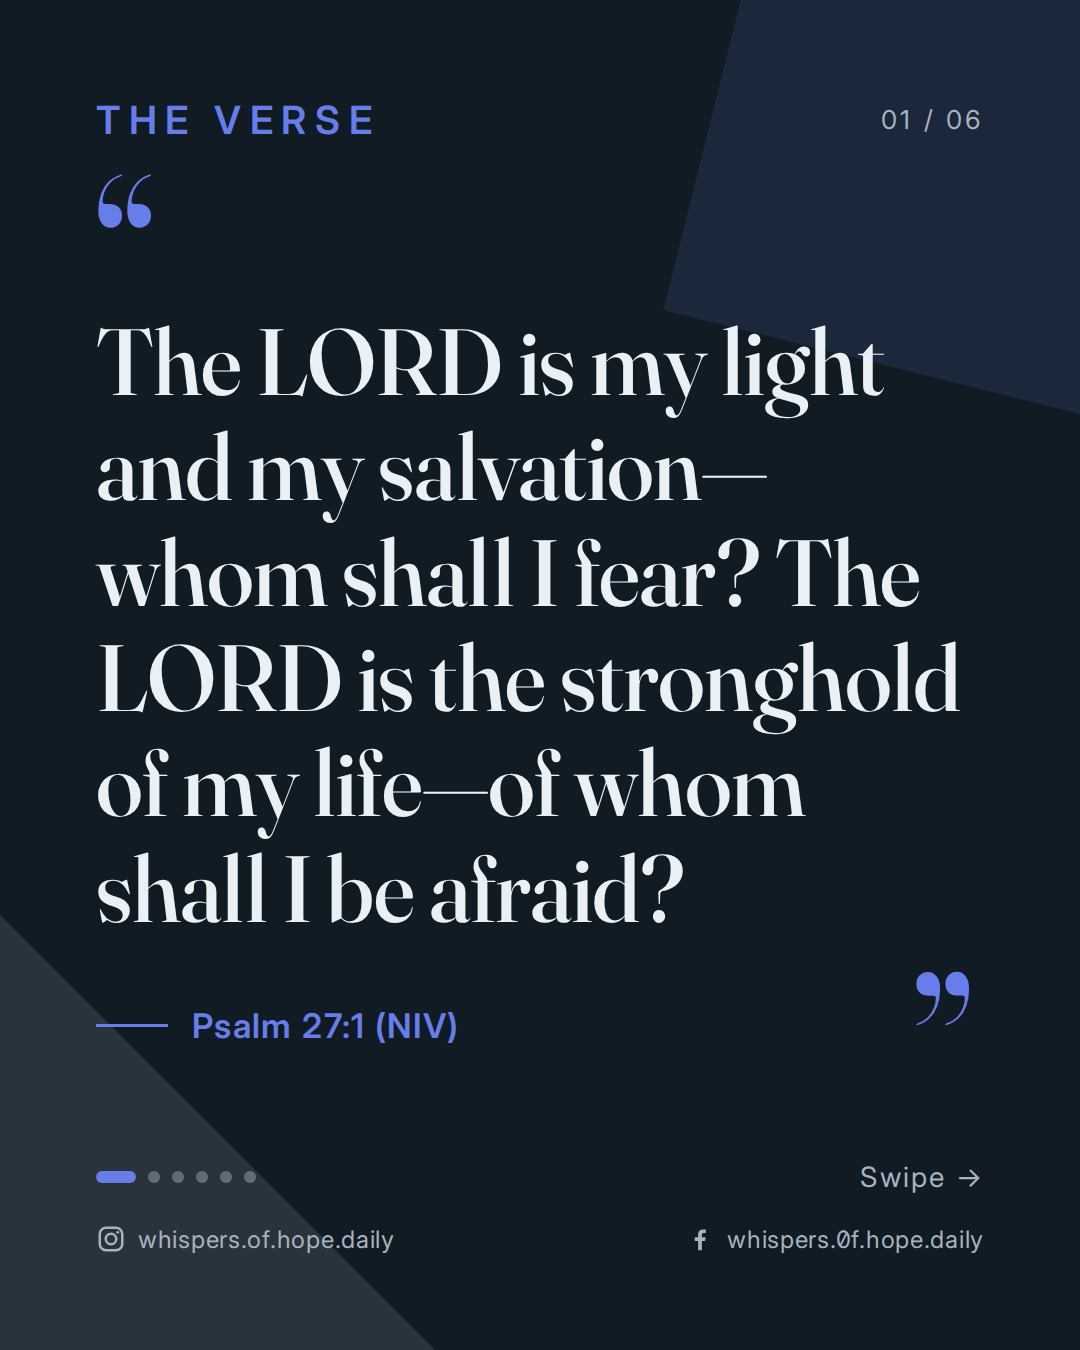 THE VERSE
01 / 06
“
The LORD is my light
and my salvation—
whom shall I fear? The
LORD is the stronghold
of my life—of whom
shall I be afraid?
”
Psalm 27:1 (NIV)
Swipe →
whispers.of.hope.daily
whispers.0f.hope.daily